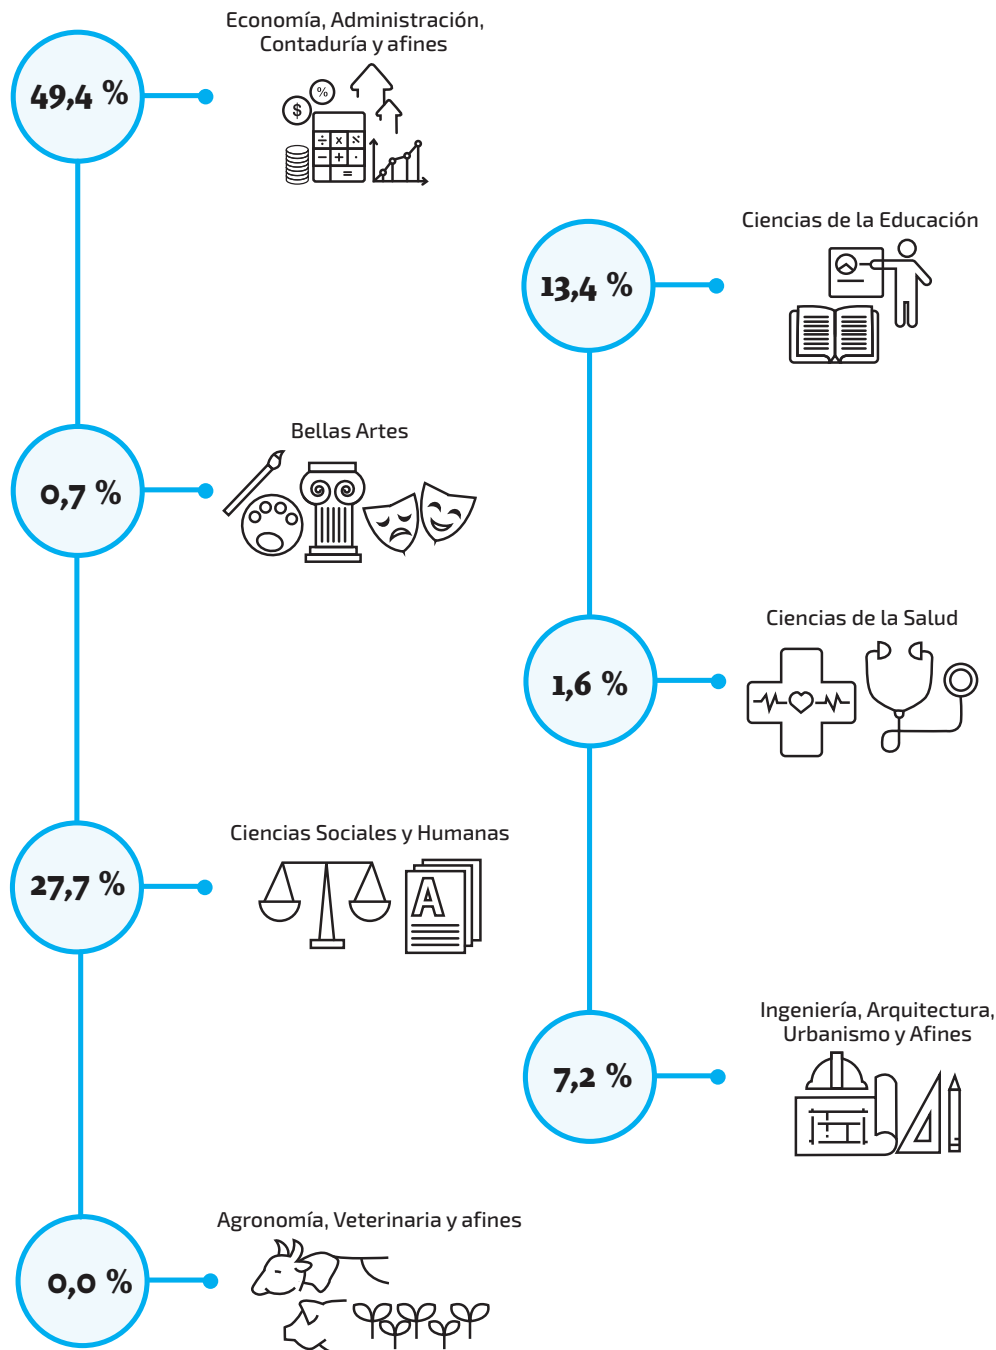 Economía, Administración,
Contaduría y afines
49,4 %
$
%
÷ x %
− + ·
=
Ciencias de la Educación
13,4 %
Bellas Artes
0,7 %
Ciencias de la Salud
1,6 %
Ciencias Sociales y Humanas
27,7 %
A
Ingeniería, Arquitectura,
Urbanismo y Afines
7,2 %
Agronomía, Veterinaria y afines
0,0 %